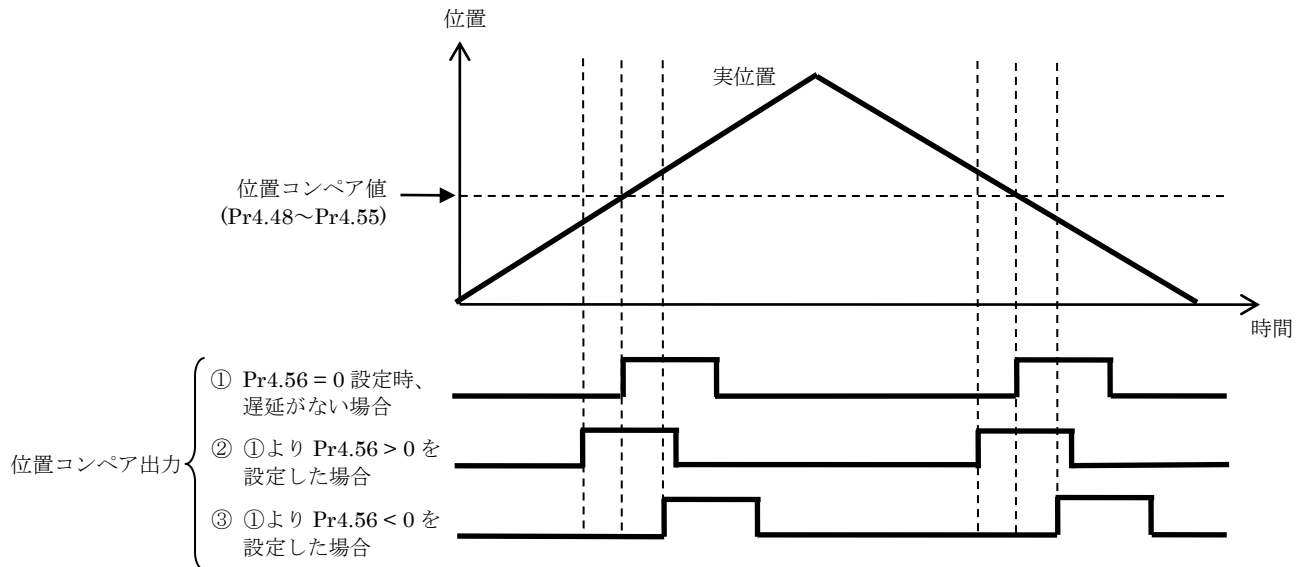 位置
実位置
位置コンペア値
(Pr4.48～Pr4.55)
時間
位置コンペア出力
① Pr4.56 = 0 設定時、
遅延がない場合
② ①より Pr4.56 > 0 を
設定した場合
③ ①より Pr4.56 < 0 を
設定した場合